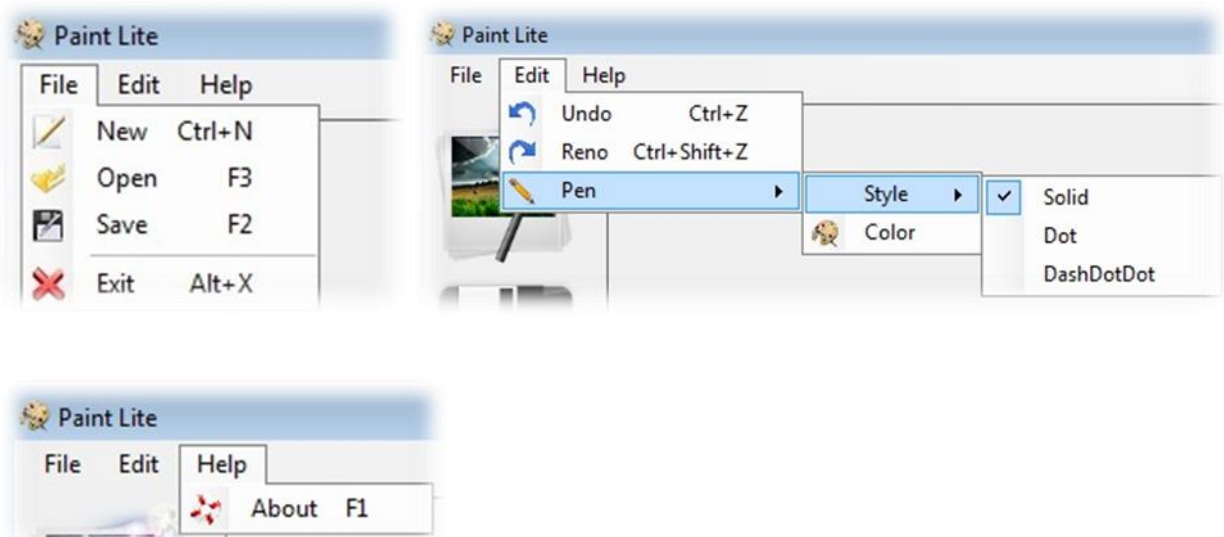 Paint Lite
File Edit Help
New Ctrl+N
Open F3
Save F2
Exit Alt+X
Paint Lite
File Edit Help
Undo Ctrl+Z
Reno Ctrl+Shift+Z
Pen
Style
Color
Solid
Dot
DashDotDot
Paint Lite
File Edit Help
About F1